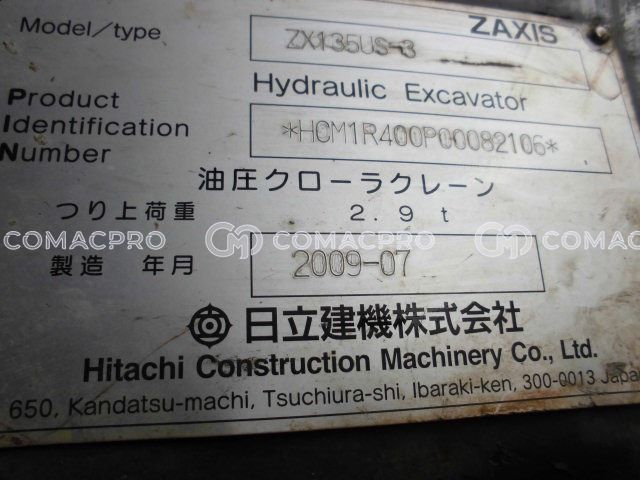 ZAXIS
Model/type ZX135US-3
Hydraulic Excavator
Product
Identification *HCM1R400P00082106*
Number
油圧クローラクレーン
つり上荷重 2.9 t
COMACPRO COMACPRO COMACPRO
製造 年月 2009-07
日立建機株式会社
Hitachi Construction Machinery Co., Ltd.
650, Kandatsu-machi, Tsuchiura-shi, Ibaraki-ken, 300-0013 Japa